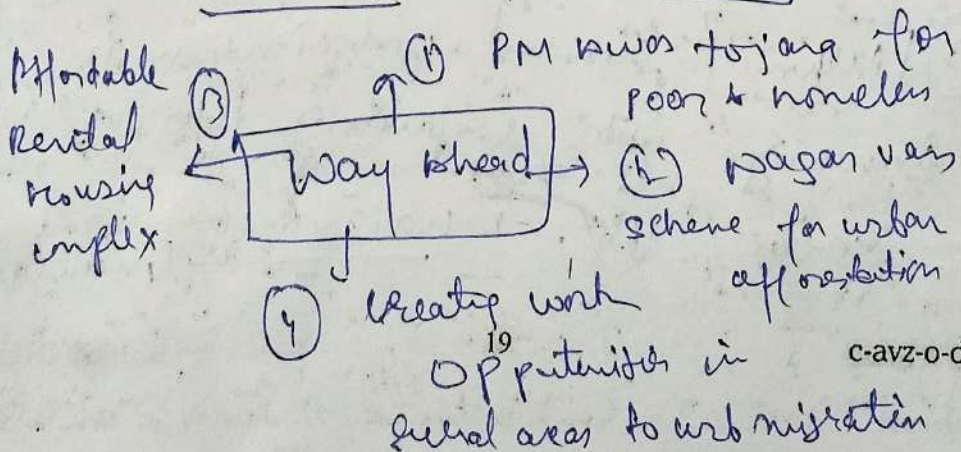 ① PM Awas Yojana for
poor & homeless
Way Ahead
② Nagar van
scheme for urban
afforestation
③ Affordable
Rental
Housing
complex
④ Creating work
opputenities in
rural areas to urb migration
19
c-avz-o-d